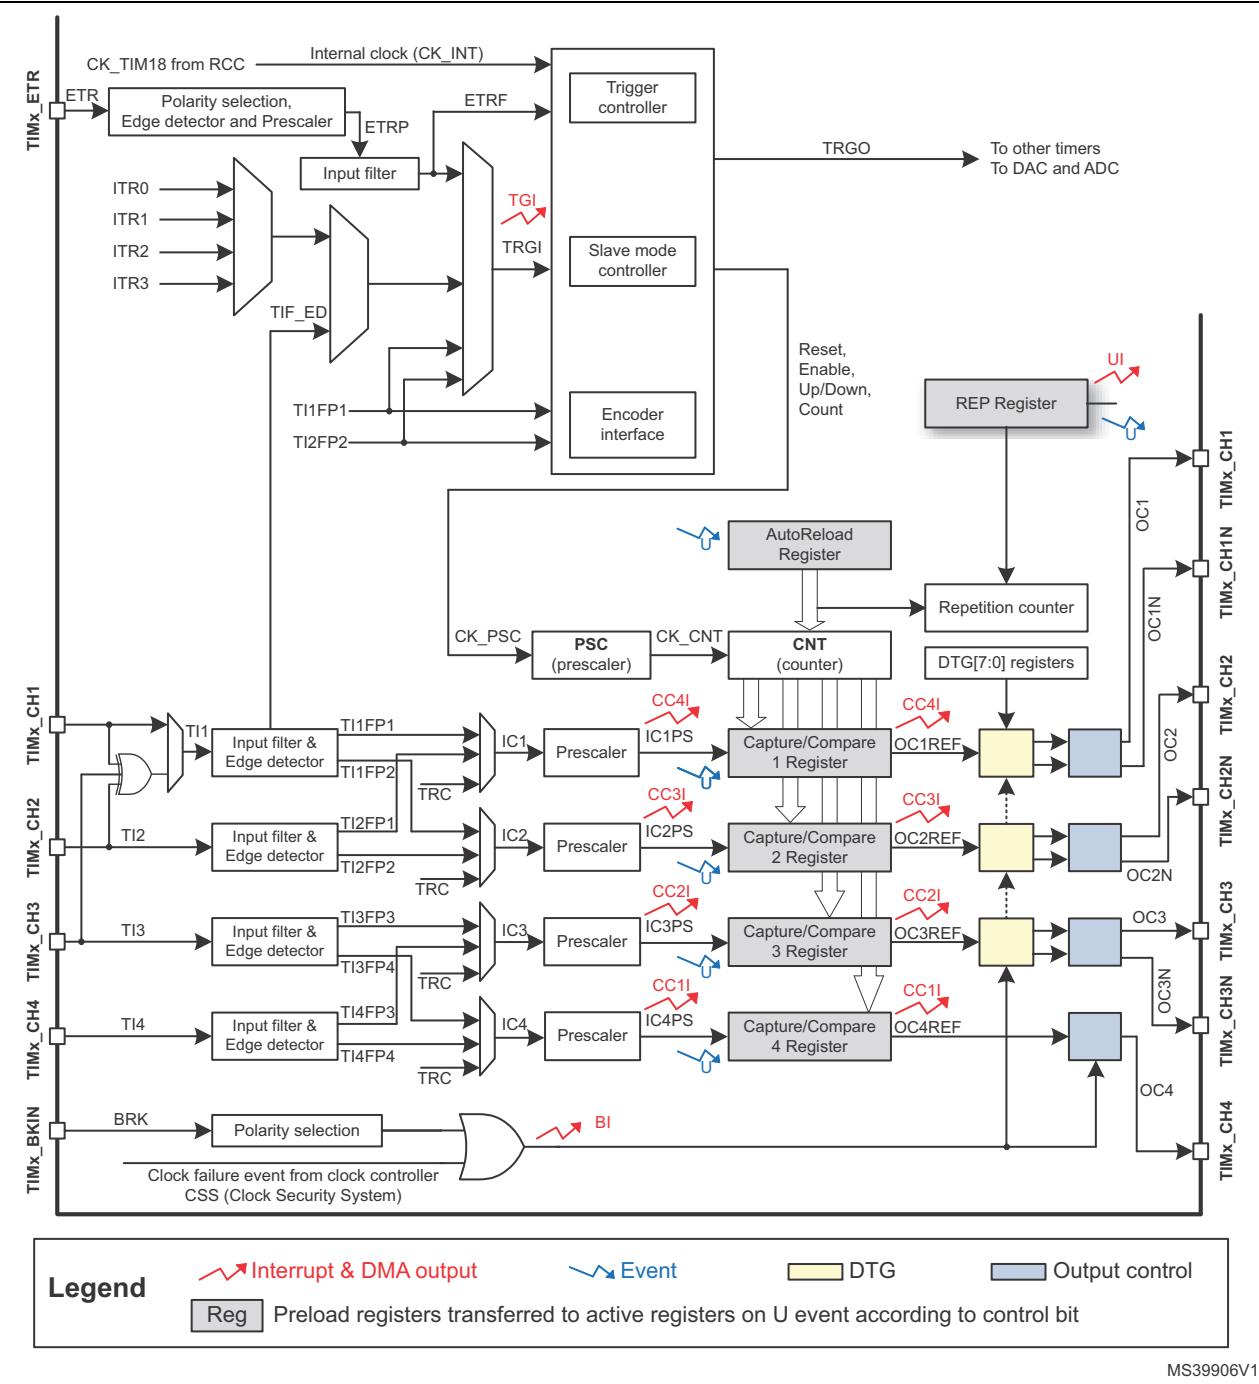 CK_TIM18 from RCC
Internal clock (CK_INT)
TIMx_ETR
ETR
Polarity selection,
Edge detector and Prescaler
ETRP
ETRF
Input filter
Trigger
controller
TRGO
To other timers
To DAC and ADC
ITR0
ITR1
ITR2
ITR3
TGI
TRGI
Slave mode
controller
TIF_ED
Reset,
Enable,
Up/Down,
Count
TI1FP1
TI2FP2
Encoder
interface
REP Register
UI
U
AutoReload
Register
U
Repetition counter
CK_PSC
PSC
(prescaler)
CK_CNT
CNT
(counter)
DTG[7:0] registers
OC1
TIMx_CH1
OC1N
TIMx_CH1N
TIMx_CH1
TI1
Input filter &
Edge detector
TI1FP1
TI1FP2
TRC
IC1
Prescaler
CC4I
IC1PS
U
Capture/Compare
1 Register
CC4I
OC1REF
OC2
TIMx_CH2
TIMx_CH2
TI2
Input filter &
Edge detector
TI2FP1
TI2FP2
TRC
IC2
Prescaler
CC3I
IC2PS
U
Capture/Compare
2 Register
CC3I
OC2REF
OC2N
TIMx_CH2N
TIMx_CH3
TI3
Input filter &
Edge detector
TI3FP3
TI3FP4
TRC
IC3
Prescaler
CC2I
IC3PS
U
Capture/Compare
3 Register
CC2I
OC3REF
OC3
TIMx_CH3
OC3N
TIMx_CH3N
TIMx_CH4
TI4
Input filter &
Edge detector
TI4FP3
TI4FP4
TRC
IC4
Prescaler
CC1I
IC4PS
U
Capture/Compare
4 Register
CC1I
OC4REF
OC4
TIMx_CH4
TIMx_BKIN
BRK
Polarity selection
BI
Clock failure event from clock controller
CSS (Clock Security System)
Legend
Interrupt & DMA output
Event
DTG
Output control
Reg
Preload registers transferred to active registers on U event according to control bit
MS39906V1